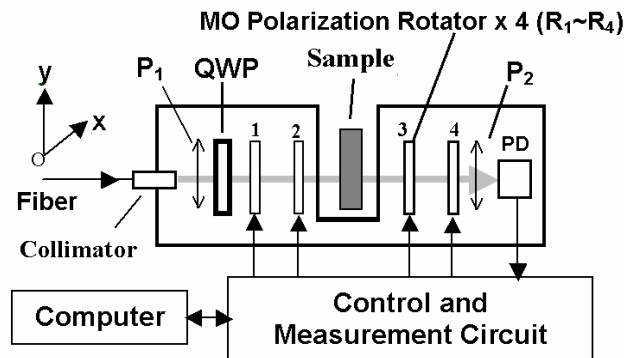 MO Polarization Rotator x 4 (R1~R4)
P1
QWP
Sample
P2
y
x
O
1
2
3
4
PD
Fiber
Collimator
Computer
Control and
Measurement Circuit